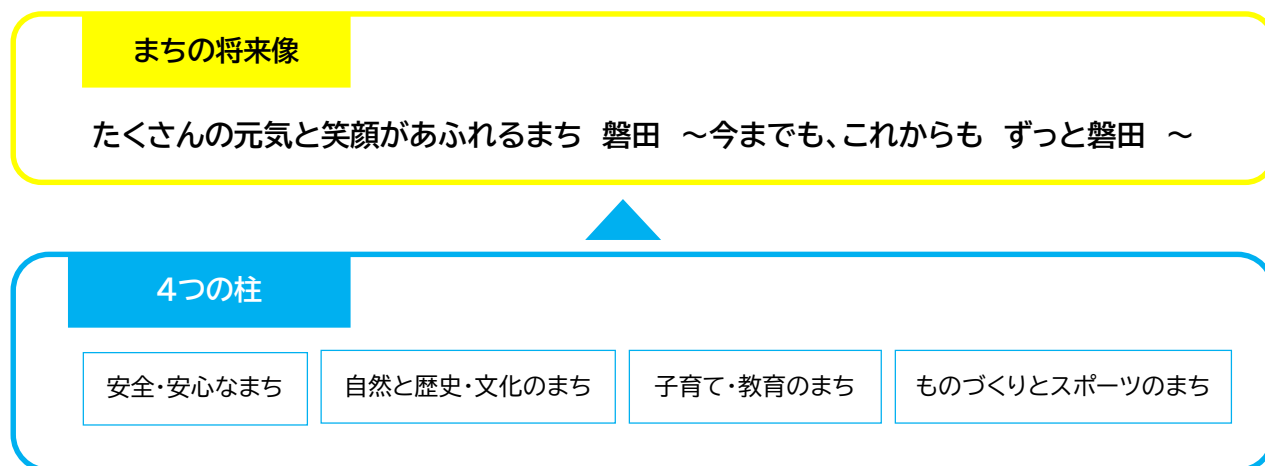 まちの将来像
たくさんの元気と笑顔があふれるまち　磐田　～今までも、これからも　ずっと磐田　～
4つの柱
安全・安心なまち
自然と歴史・文化のまち
子育て・教育のまち
ものづくりとスポーツのまち